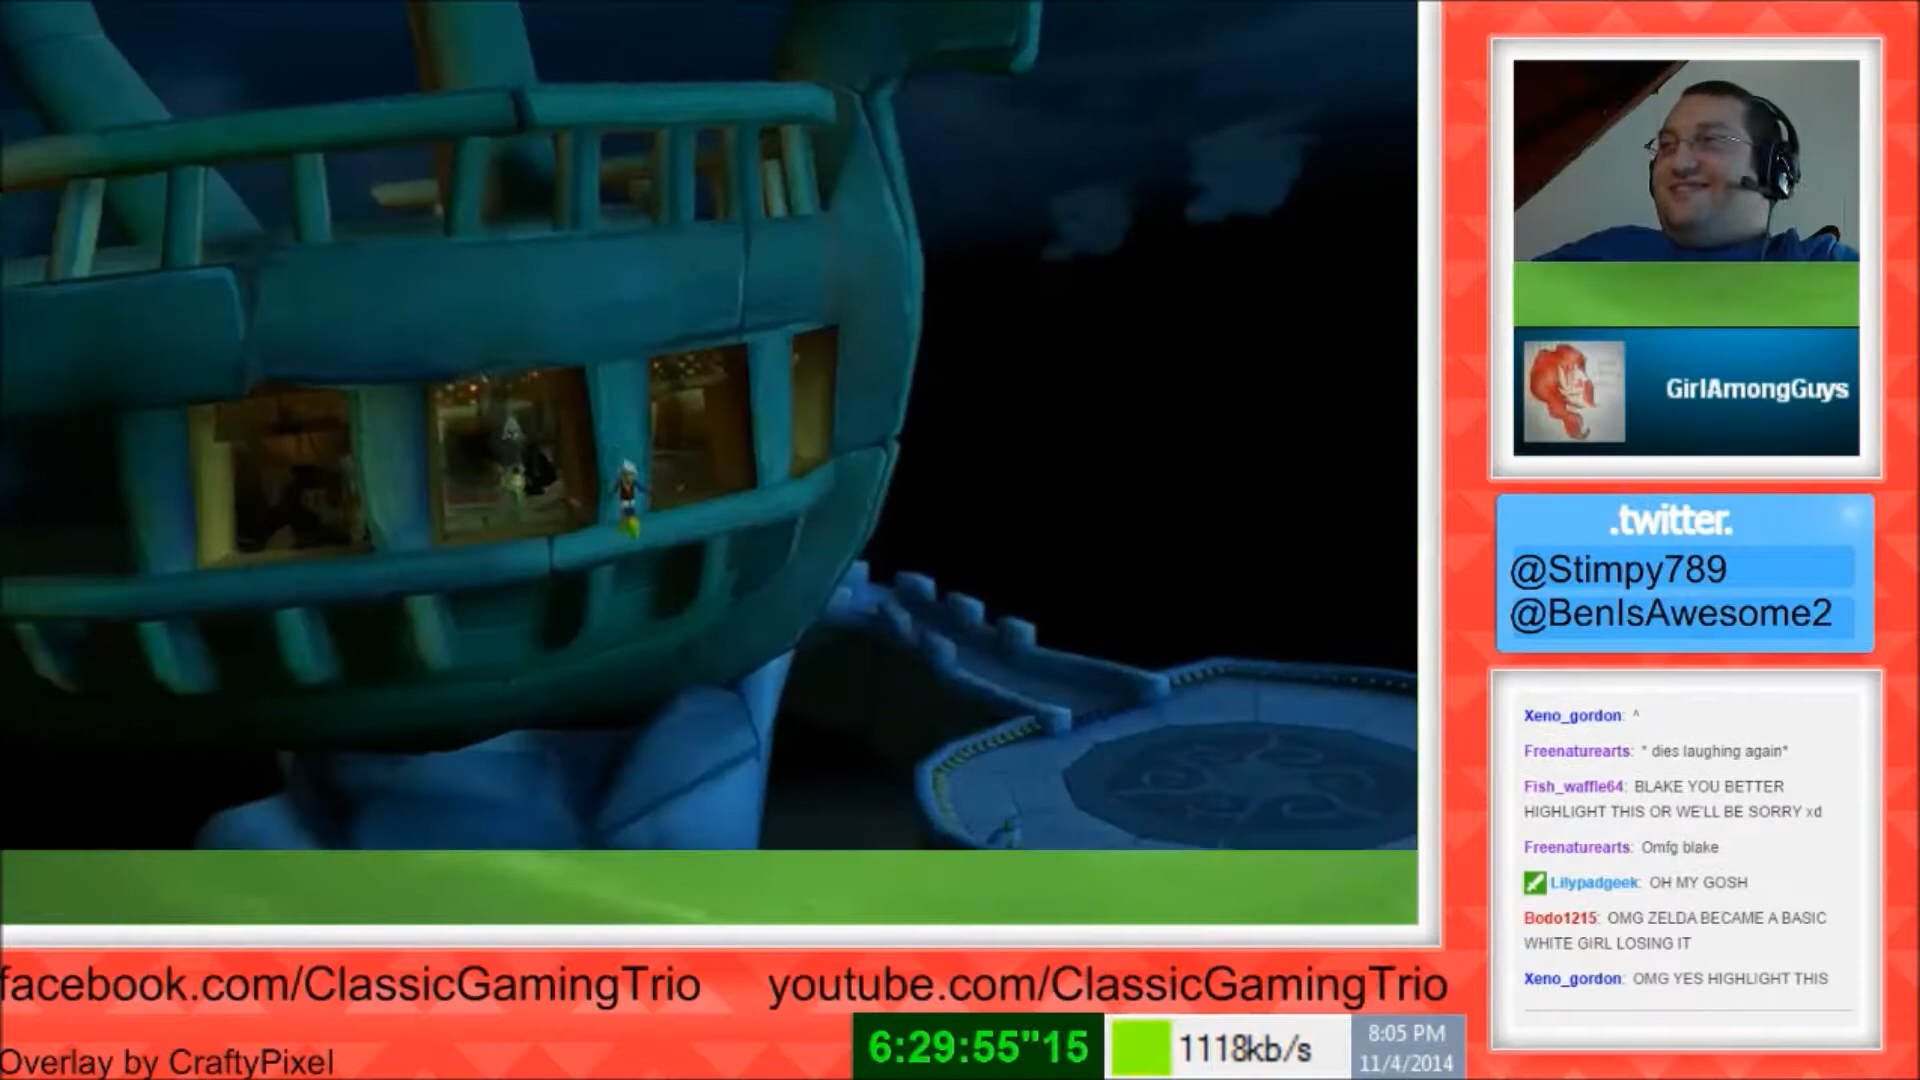 GirlAmongGuys
.twitter.
@Stimpy789
@BenIsAwesome2
Xeno_gordon: ^
Freenaturearts: * dies laughing again*
Fish_waffle64: BLAKE YOU BETTER
HIGHLIGHT THIS OR WE'LL BE SORRY xd
Freenaturearts: Omfg blake
Lilypadgeek: OH MY GOSH
Bodo1215: OMG ZELDA BECAME A BASIC
WHITE GIRL LOSING IT
Xeno_gordon: OMG YES HIGHLIGHT THIS
facebook.com/ClassicGamingTrio youtube.com/ClassicGamingTrio
6:29:55"15 1118kb/s 8:05 PM
11/4/2014
Overlay by CraftyPixel